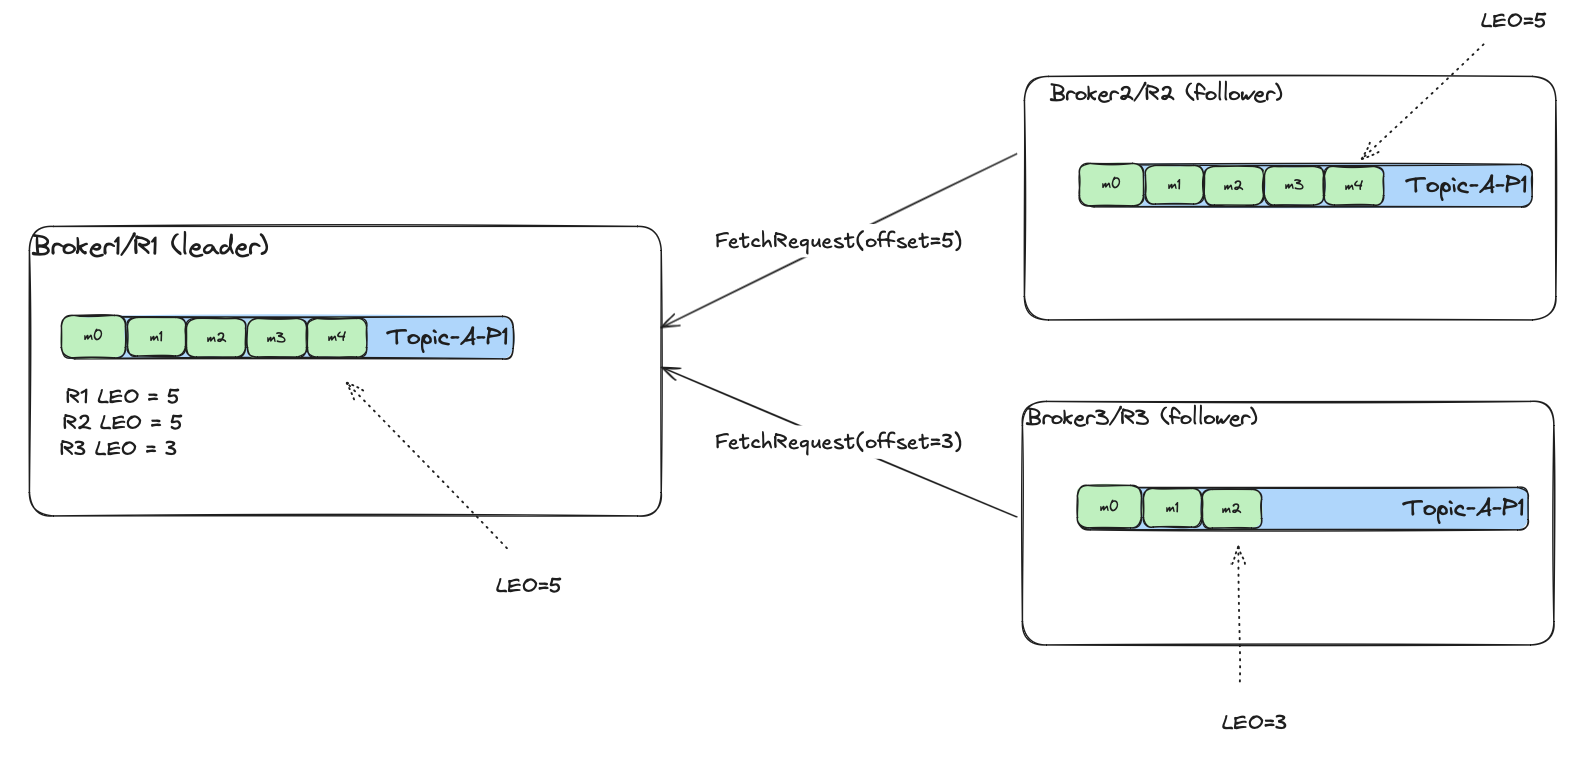 LEO=5
Broker2/R2 (follower)
m0 m1 m2 m3 m4 Topic-A-P1
FetchRequest(offset=5)
Broker1/R1 (leader)
m0 m1 m2 m3 m4 Topic-A-P1
R1 LEO = 5
R2 LEO = 5
R3 LEO = 3
LEO=5
FetchRequest(offset=3)
Broker3/R3 (follower)
m0 m1 m2 Topic-A-P1
LEO=3